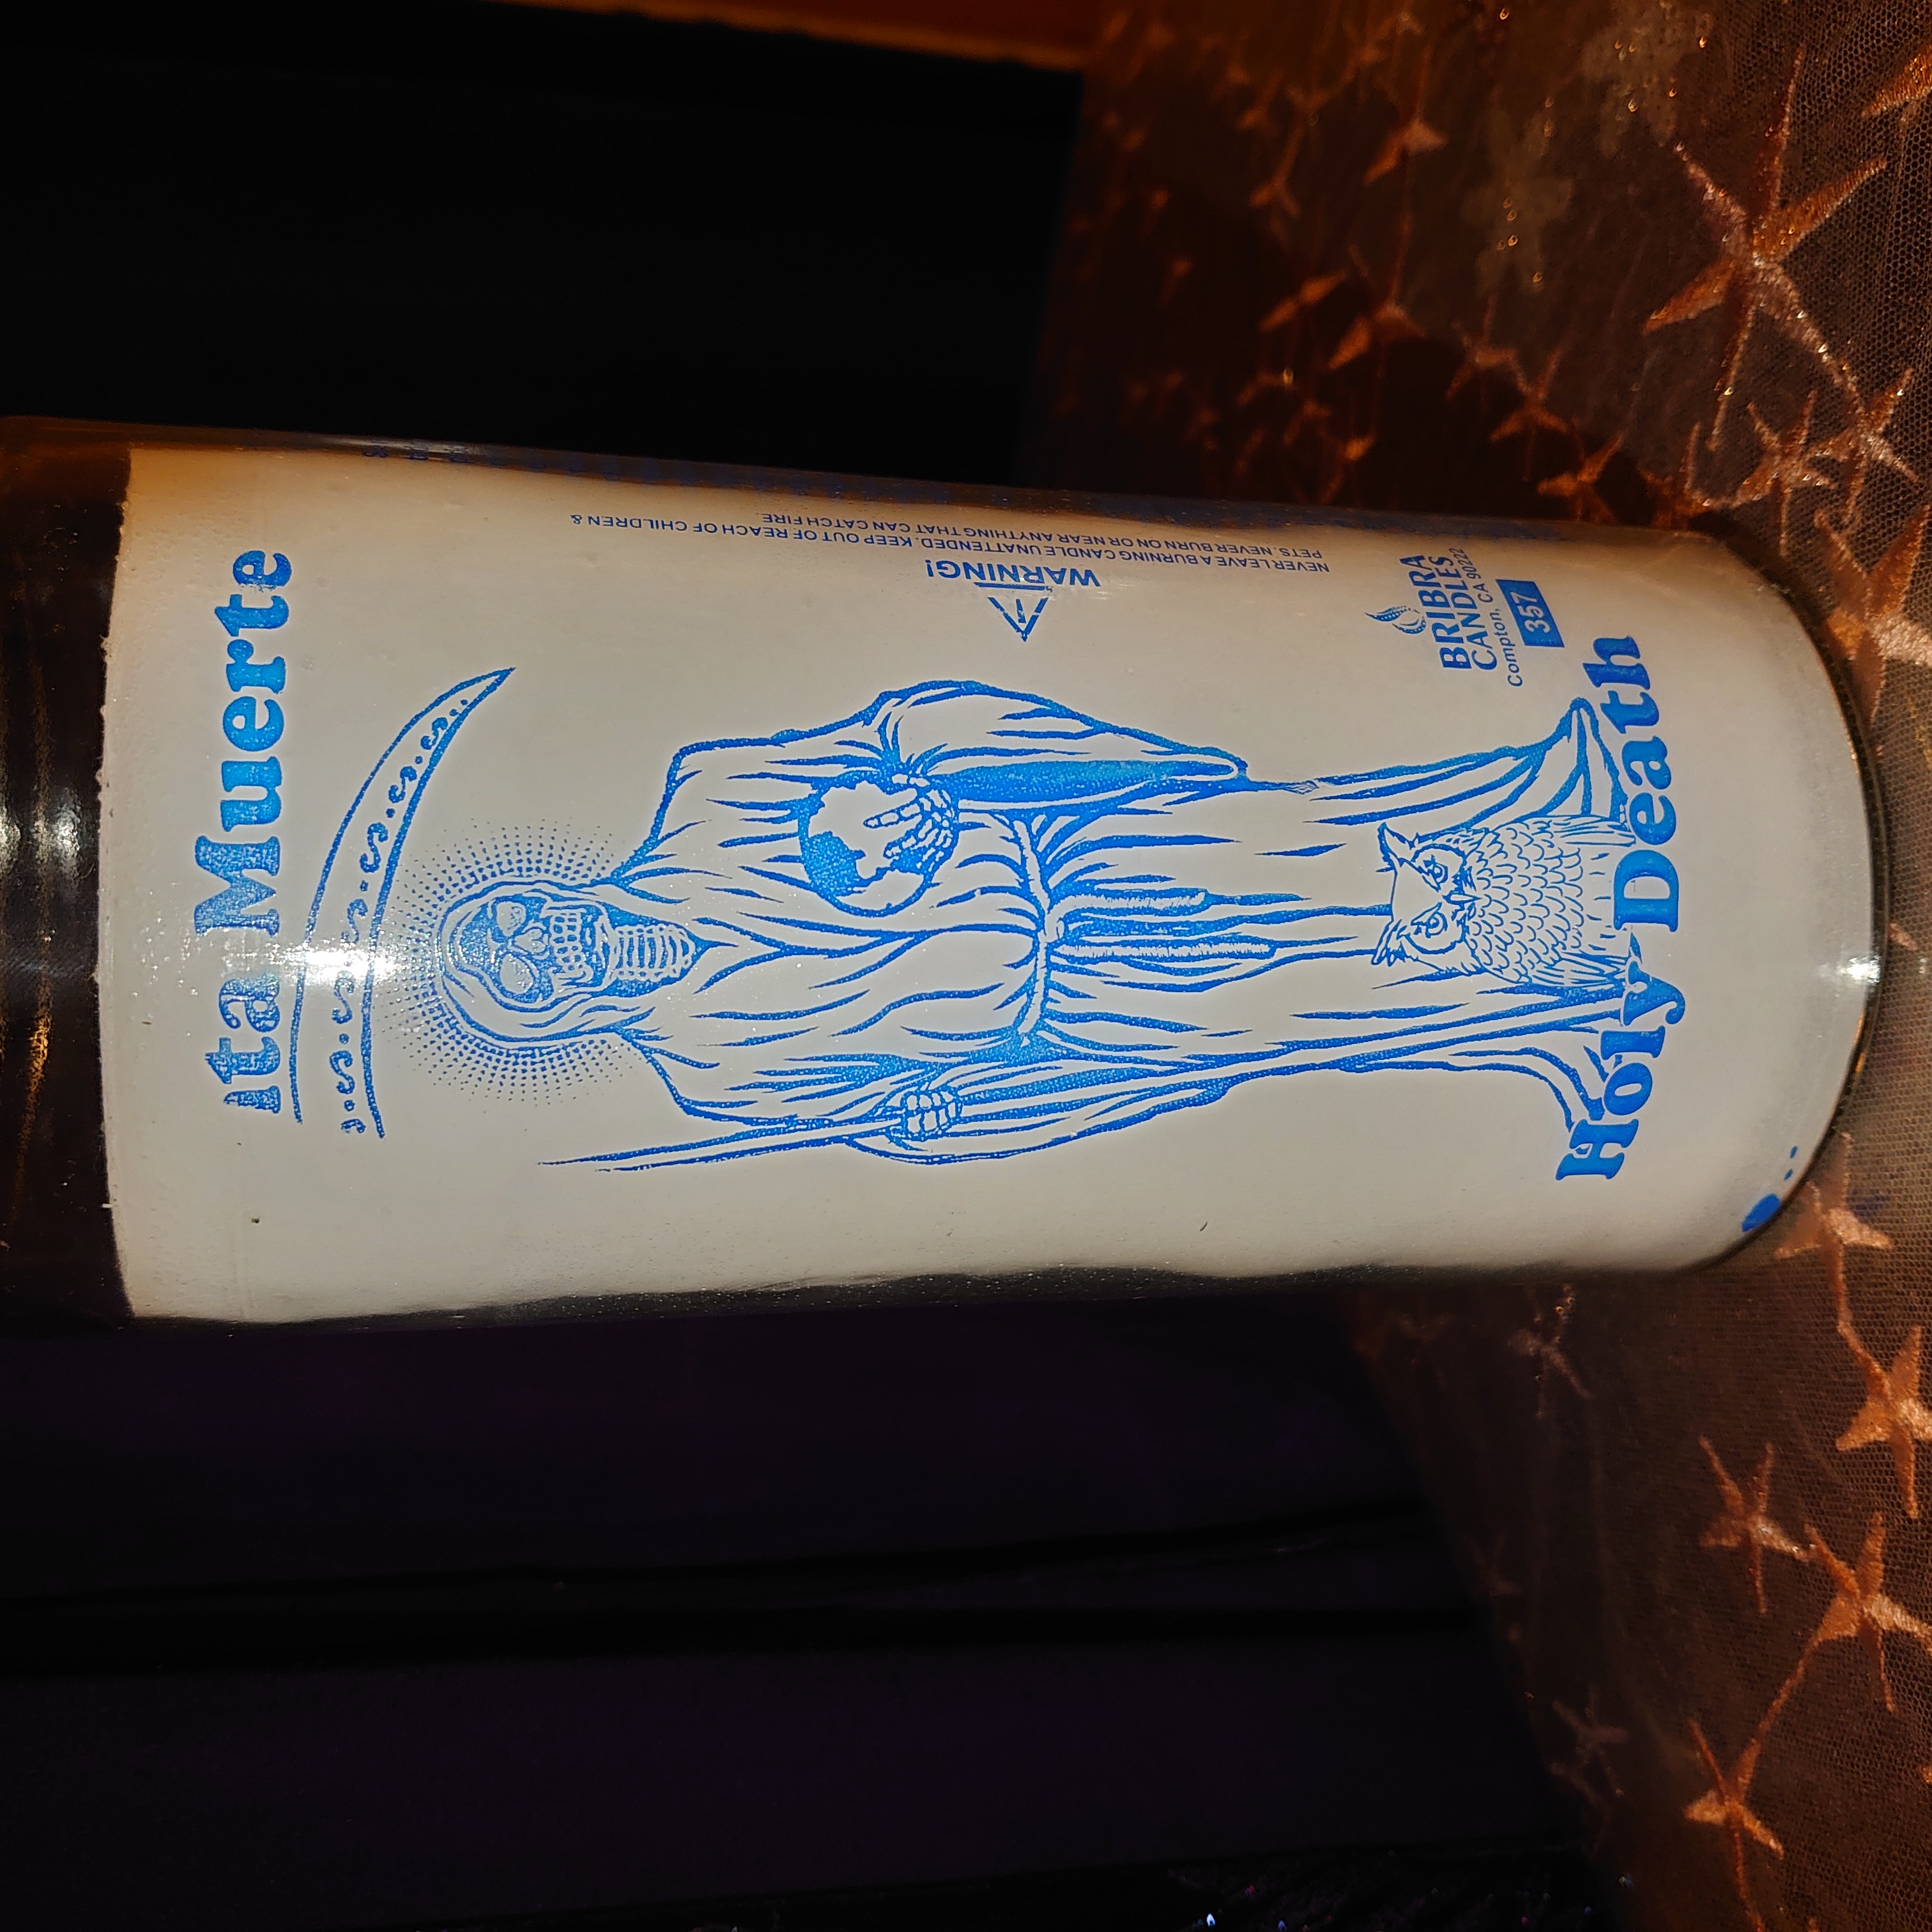 ita Muerte
WARNING!
NEVER LEAVE A BURNING CANDLE UNATTENDED. KEEP OUT OF REACH OF CHILDREN &
PETS. NEVER BURN ON OR NEAR ANYTHING THAT CAN CATCH FIRE.
BRIBRA
CANDLES
Compton, CA 90222
357
Holy Death